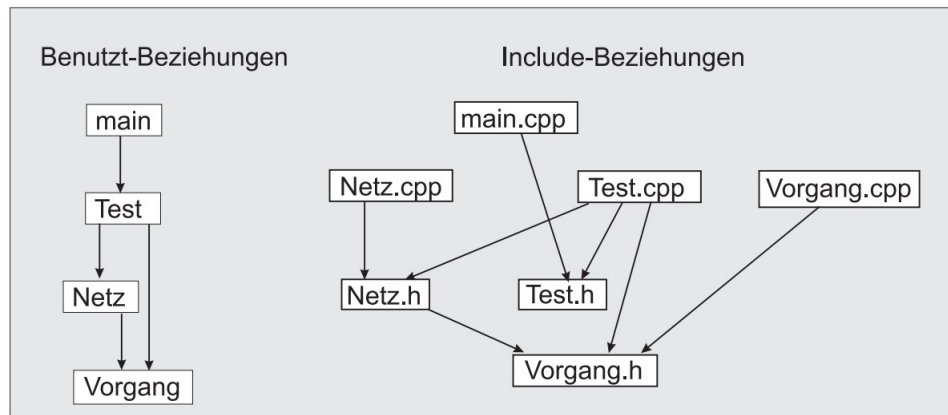 Benutzt-Beziehungen
main
Test
Netz
Vorgang
Include-Beziehungen
main.cpp
Netz.cpp
Test.cpp
Vorgang.cpp
Netz.h
Test.h
Vorgang.h